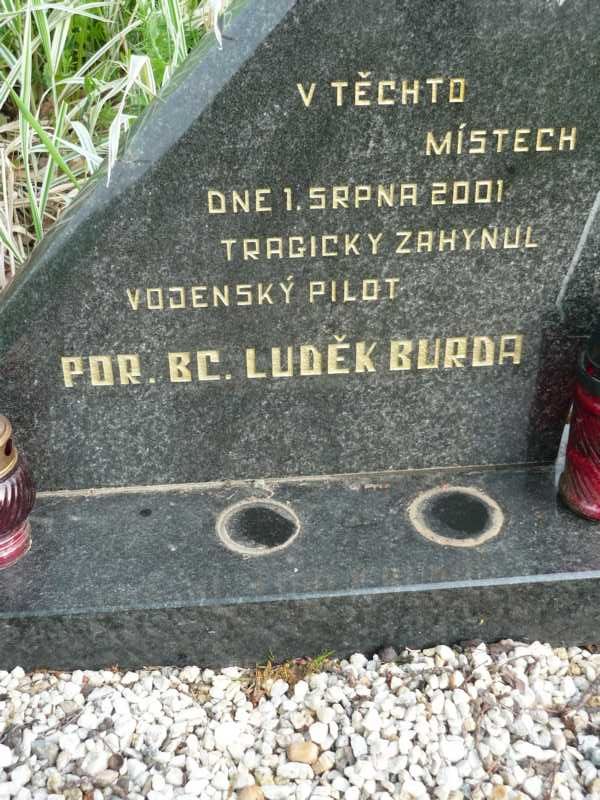 V TĚCHTO
MÍSTECH
DNE 1. SRPNA 2001
TRAGICKY ZAHYNUL
VOJENSKÝ PILOT
POR. BC. LUDĚK BURDA